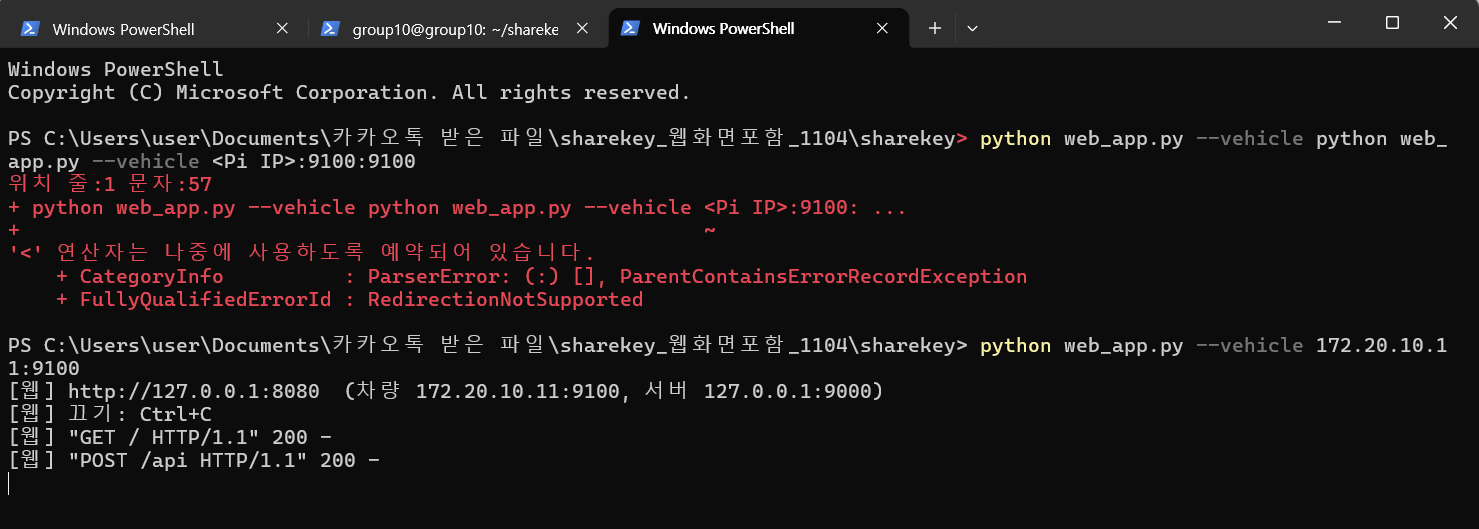 Windows PowerShell
group10@group10: ~/shareke
Windows PowerShell
Windows PowerShell
Copyright (C) Microsoft Corporation. All rights reserved.
PS C:\Users\user\Documents\카카오톡 받은 파일\sharekey_웹화면포함_1104\sharekey> python web_app.py --vehicle python web_
app.py --vehicle <Pi IP>:9100:9100
위치 줄:1 문자:57
+ python web_app.py --vehicle python web_app.py --vehicle <Pi IP>:9100: ...
+                                                         ~
'<' 연산자는 나중에 사용하도록 예약되어 있습니다.
    + CategoryInfo          : ParserError: (:) [], ParentContainsErrorRecordException
    + FullyQualifiedErrorId : RedirectionNotSupported
PS C:\Users\user\Documents\카카오톡 받은 파일\sharekey_웹화면포함_1104\sharekey> python web_app.py --vehicle 172.20.10.1
1:9100
[웹] http://127.0.0.1:8080  (차량 172.20.10.11:9100, 서버 127.0.0.1:9000)
[웹] 끄기: Ctrl+C
[웹] "GET / HTTP/1.1" 200 -
[웹] "POST /api HTTP/1.1" 200 -